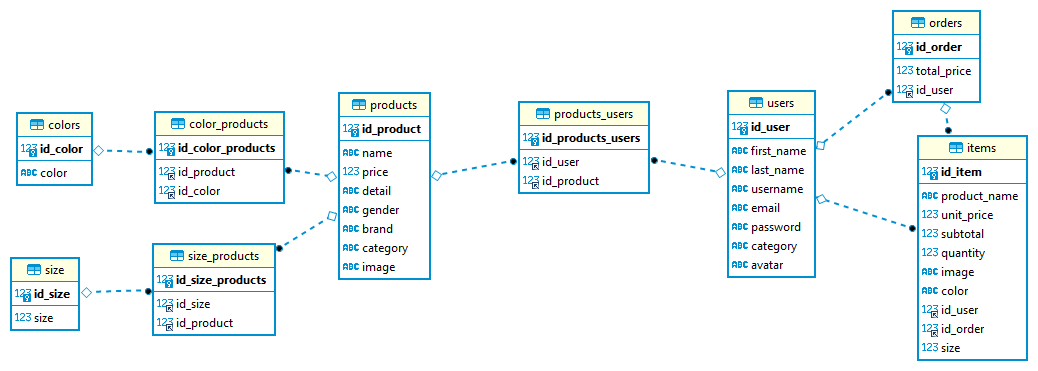 colors
123 id_color
ABC color
color_products
123 id_color_products
123 id_product
123 id_color
size
123 id_size
123 size
size_products
123 id_size_products
123 id_size
123 id_product
products
123 id_product
ABC name
123 price
ABC detail
ABC gender
ABC brand
ABC category
ABC image
products_users
123 id_products_users
123 id_user
123 id_product
users
123 id_user
ABC first_name
ABC last_name
ABC username
ABC email
ABC password
ABC category
ABC avatar
orders
123 id_order
123 total_price
123 id_user
items
123 id_item
ABC product_name
123 unit_price
123 subtotal
123 quantity
ABC image
ABC color
123 id_user
123 id_order
123 size